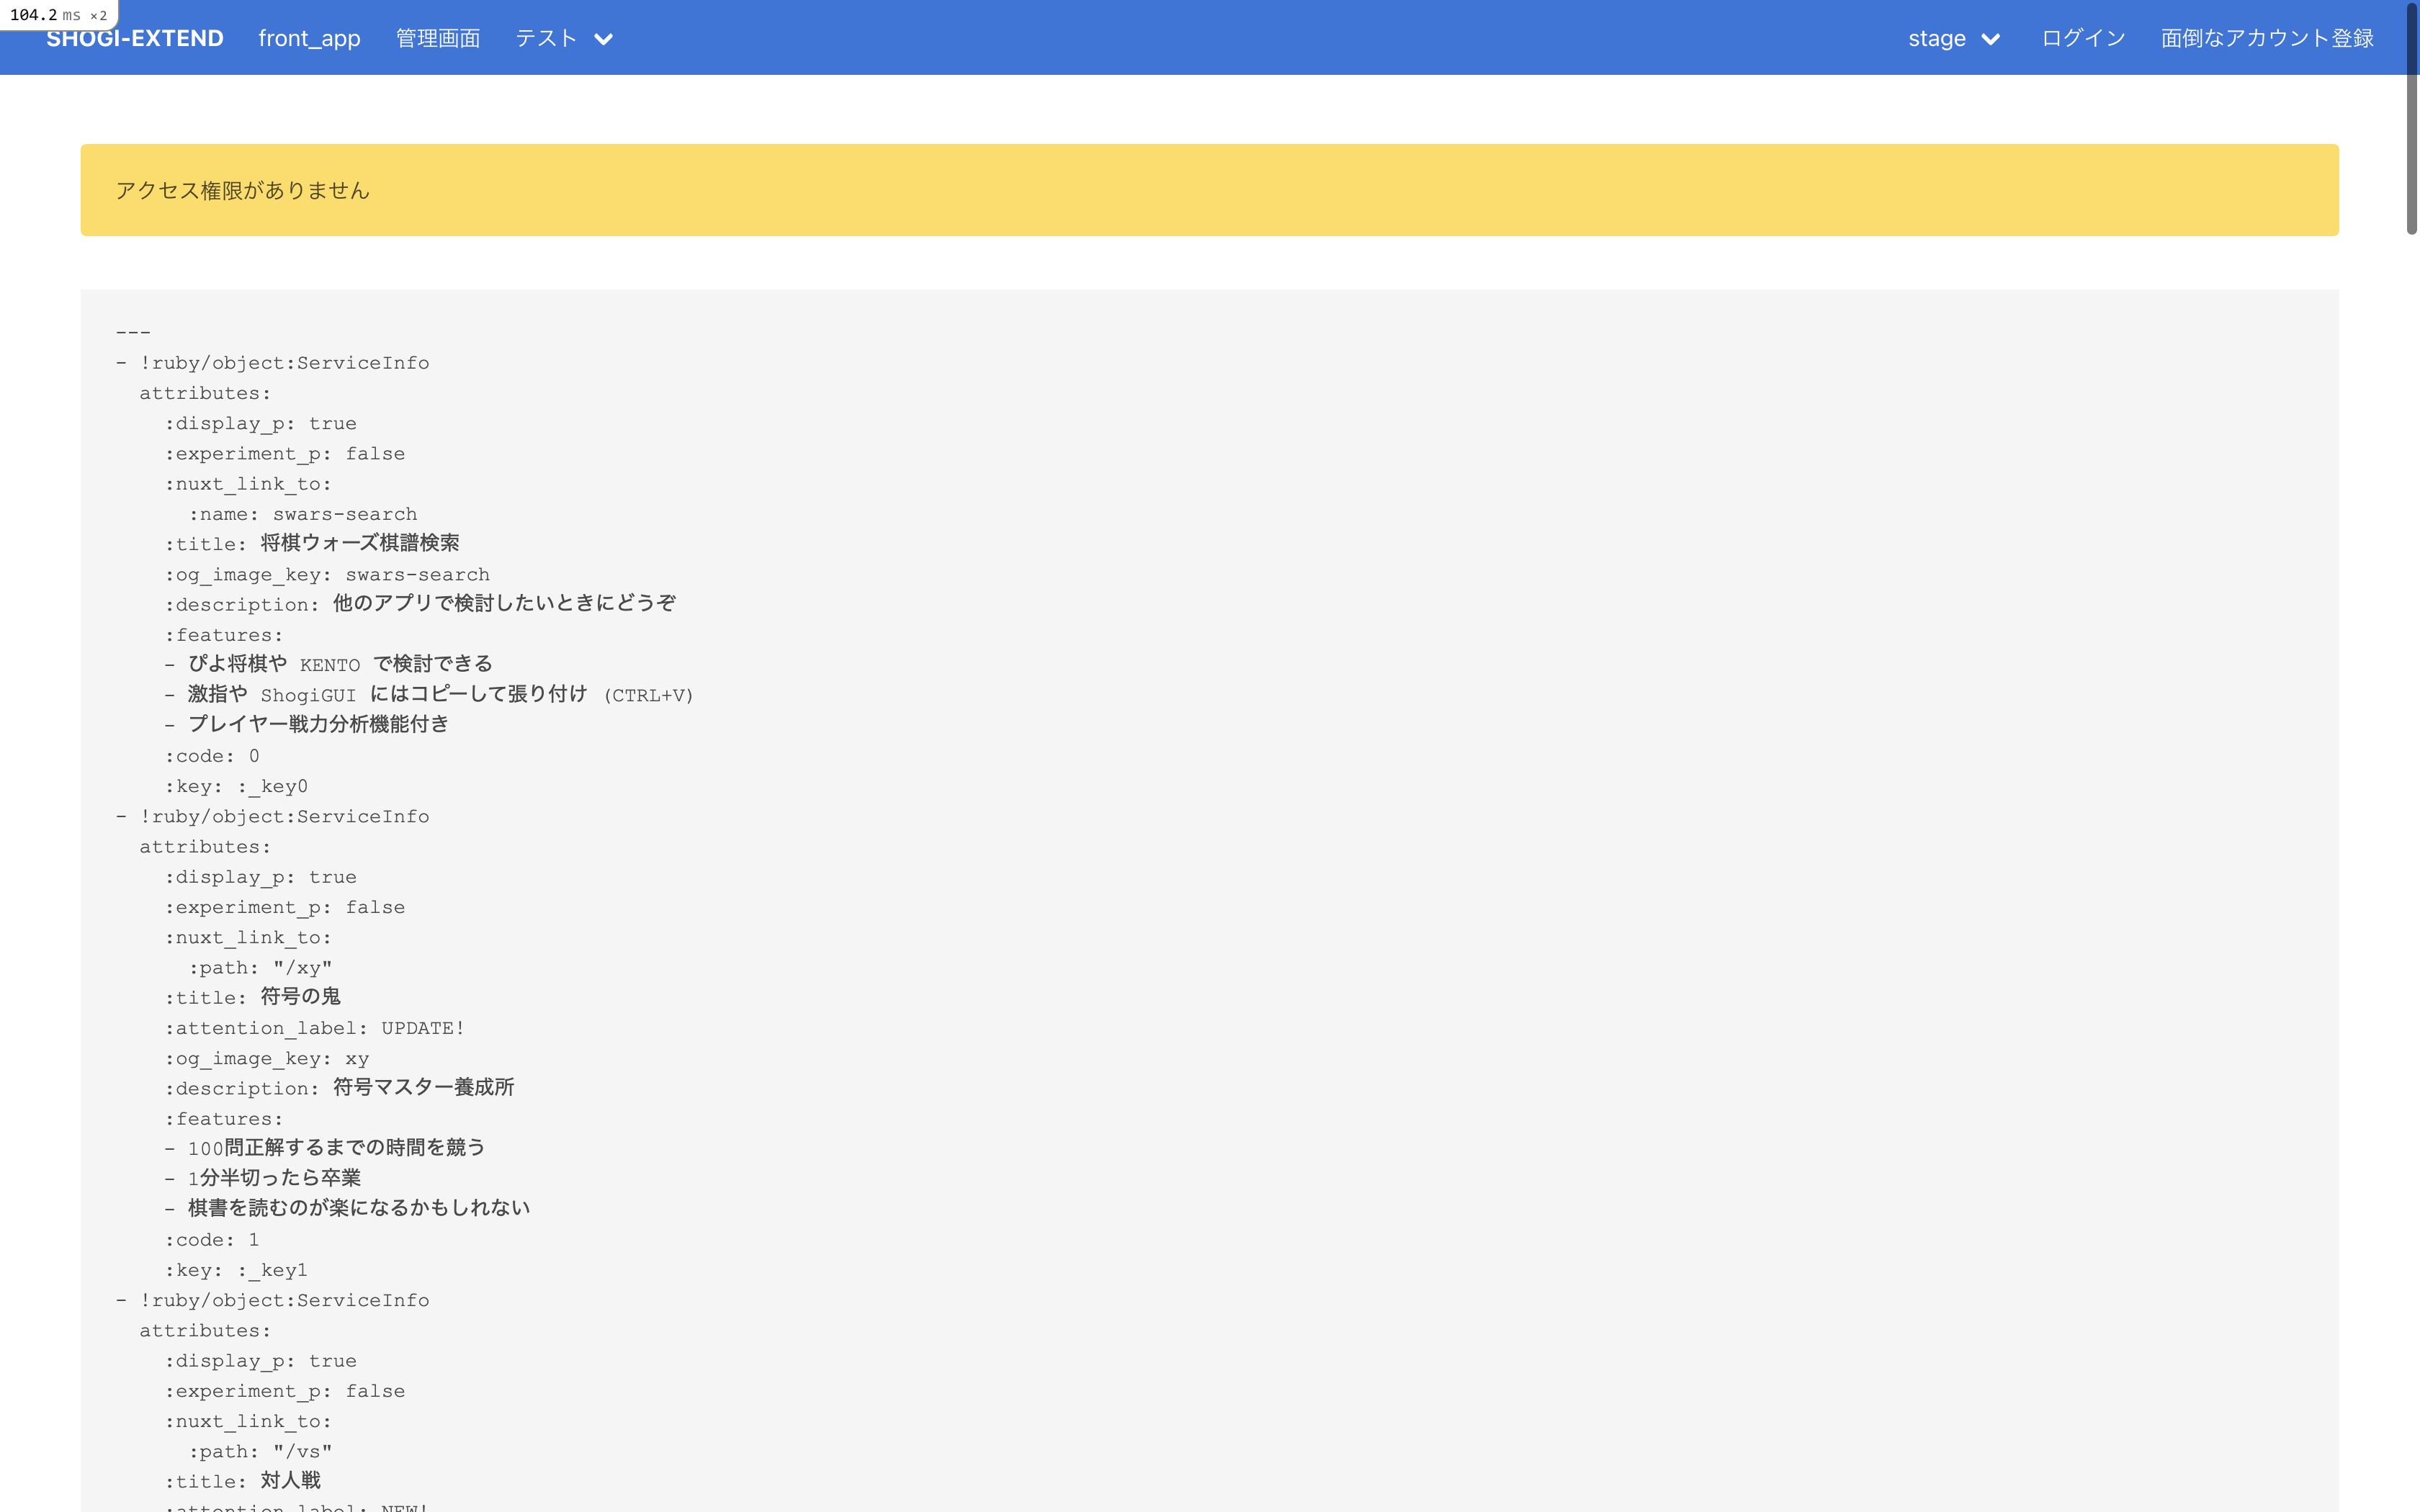 104.2 ms ×2
SHOGI-EXTEND front_app 管理画面 テスト stage ログイン 面倒なアカウント登録
アクセス権限がありません
---
- !ruby/object:ServiceInfo
attributes:
:display_p: true
:experiment_p: false
:nuxt_link_to:
:name: swars-search
:title: 将棋ウォーズ棋譜検索
:og_image_key: swars-search
:description: 他のアプリで検討したいときにどうぞ
:features:
- ぴよ将棋や KENTO で検討できる
- 激指や ShogiGUI にはコピーして張り付け (CTRL+V)
- プレイヤー戦力分析機能付き
:code: 0
:key: :_key0
- !ruby/object:ServiceInfo
attributes:
:display_p: true
:experiment_p: false
:nuxt_link_to:
:path: "/xy"
:title: 符号の鬼
:attention_label: UPDATE!
:og_image_key: xy
:description: 符号マスター養成所
:features:
- 100問正解するまでの時間を競う
- 1分半切ったら卒業
- 棋書を読むのが楽になるかもしれない
:code: 1
:key: :_key1
- !ruby/object:ServiceInfo
attributes:
:display_p: true
:experiment_p: false
:nuxt_link_to:
:path: "/vs"
:title: 対人戦
:attention_label: NEW!